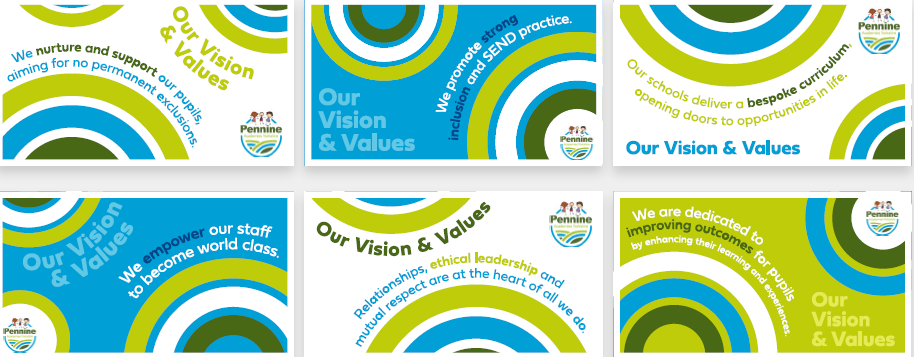 We nurture and support our pupils,
aiming for no permanent exclusions.
Our Vision
& Values
Pennine
We promote strong
inclusion and SEND practice.
Our
Vision
& Values
Pennine
Our schools deliver a bespoke curriculum,
opening doors to opportunities in life.
Our Vision & Values
Pennine
Our Vision
& Values
We empower our staff
to become world class.
Pennine
Our Vision & Values
Relationships, ethical leadership and
mutual respect are at the heart of all we do.
Pennine
We are dedicated to
improving outcomes for pupils
by enhancing their learning and experiences.
Our
Vision
& Values
Pennine